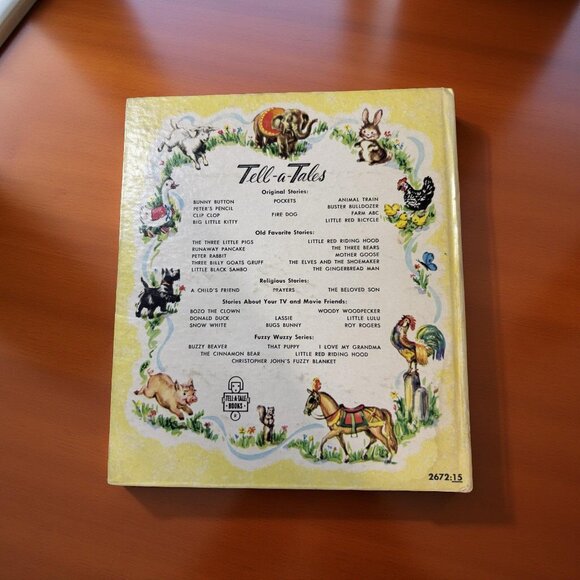 Tell-a-Tales
Original Stories:
BUNNY BUTTON POCKETS ANIMAL TRAIN
PETER'S PENCIL BUSTER BULLDOZER
CLIP CLOP FIRE DOG FARM ABC
BIG LITTLE KITTY LITTLE RED BICYCLE
Old Favorite Stories:
THE THREE LITTLE PIGS LITTLE RED RIDING HOOD
RUNAWAY PANCAKE THE THREE BEARS
PETER RABBIT MOTHER GOOSE
THREE BILLY GOATS GRUFF THE ELVES AND THE SHOEMAKER
LITTLE BLACK SAMBO THE GINGERBREAD MAN
Religious Stories:
A CHILD'S FRIEND PRAYERS THE BELOVED SON
Stories About Your TV and Movie Friends:
BOZO THE CLOWN WOODY WOODPECKER
DONALD DUCK LASSIE LITTLE LULU
SNOW WHITE BUGS BUNNY ROY ROGERS
Fuzzy Wuzzy Series:
BUZZY BEAVER THAT PUPPY I LOVE MY GRANDMA
THE CINNAMON BEAR LITTLE RED RIDING HOOD
CHRISTOPHER JOHN'S FUZZY BLANKET
TELL-A-TALE
BOOKS
2672:15